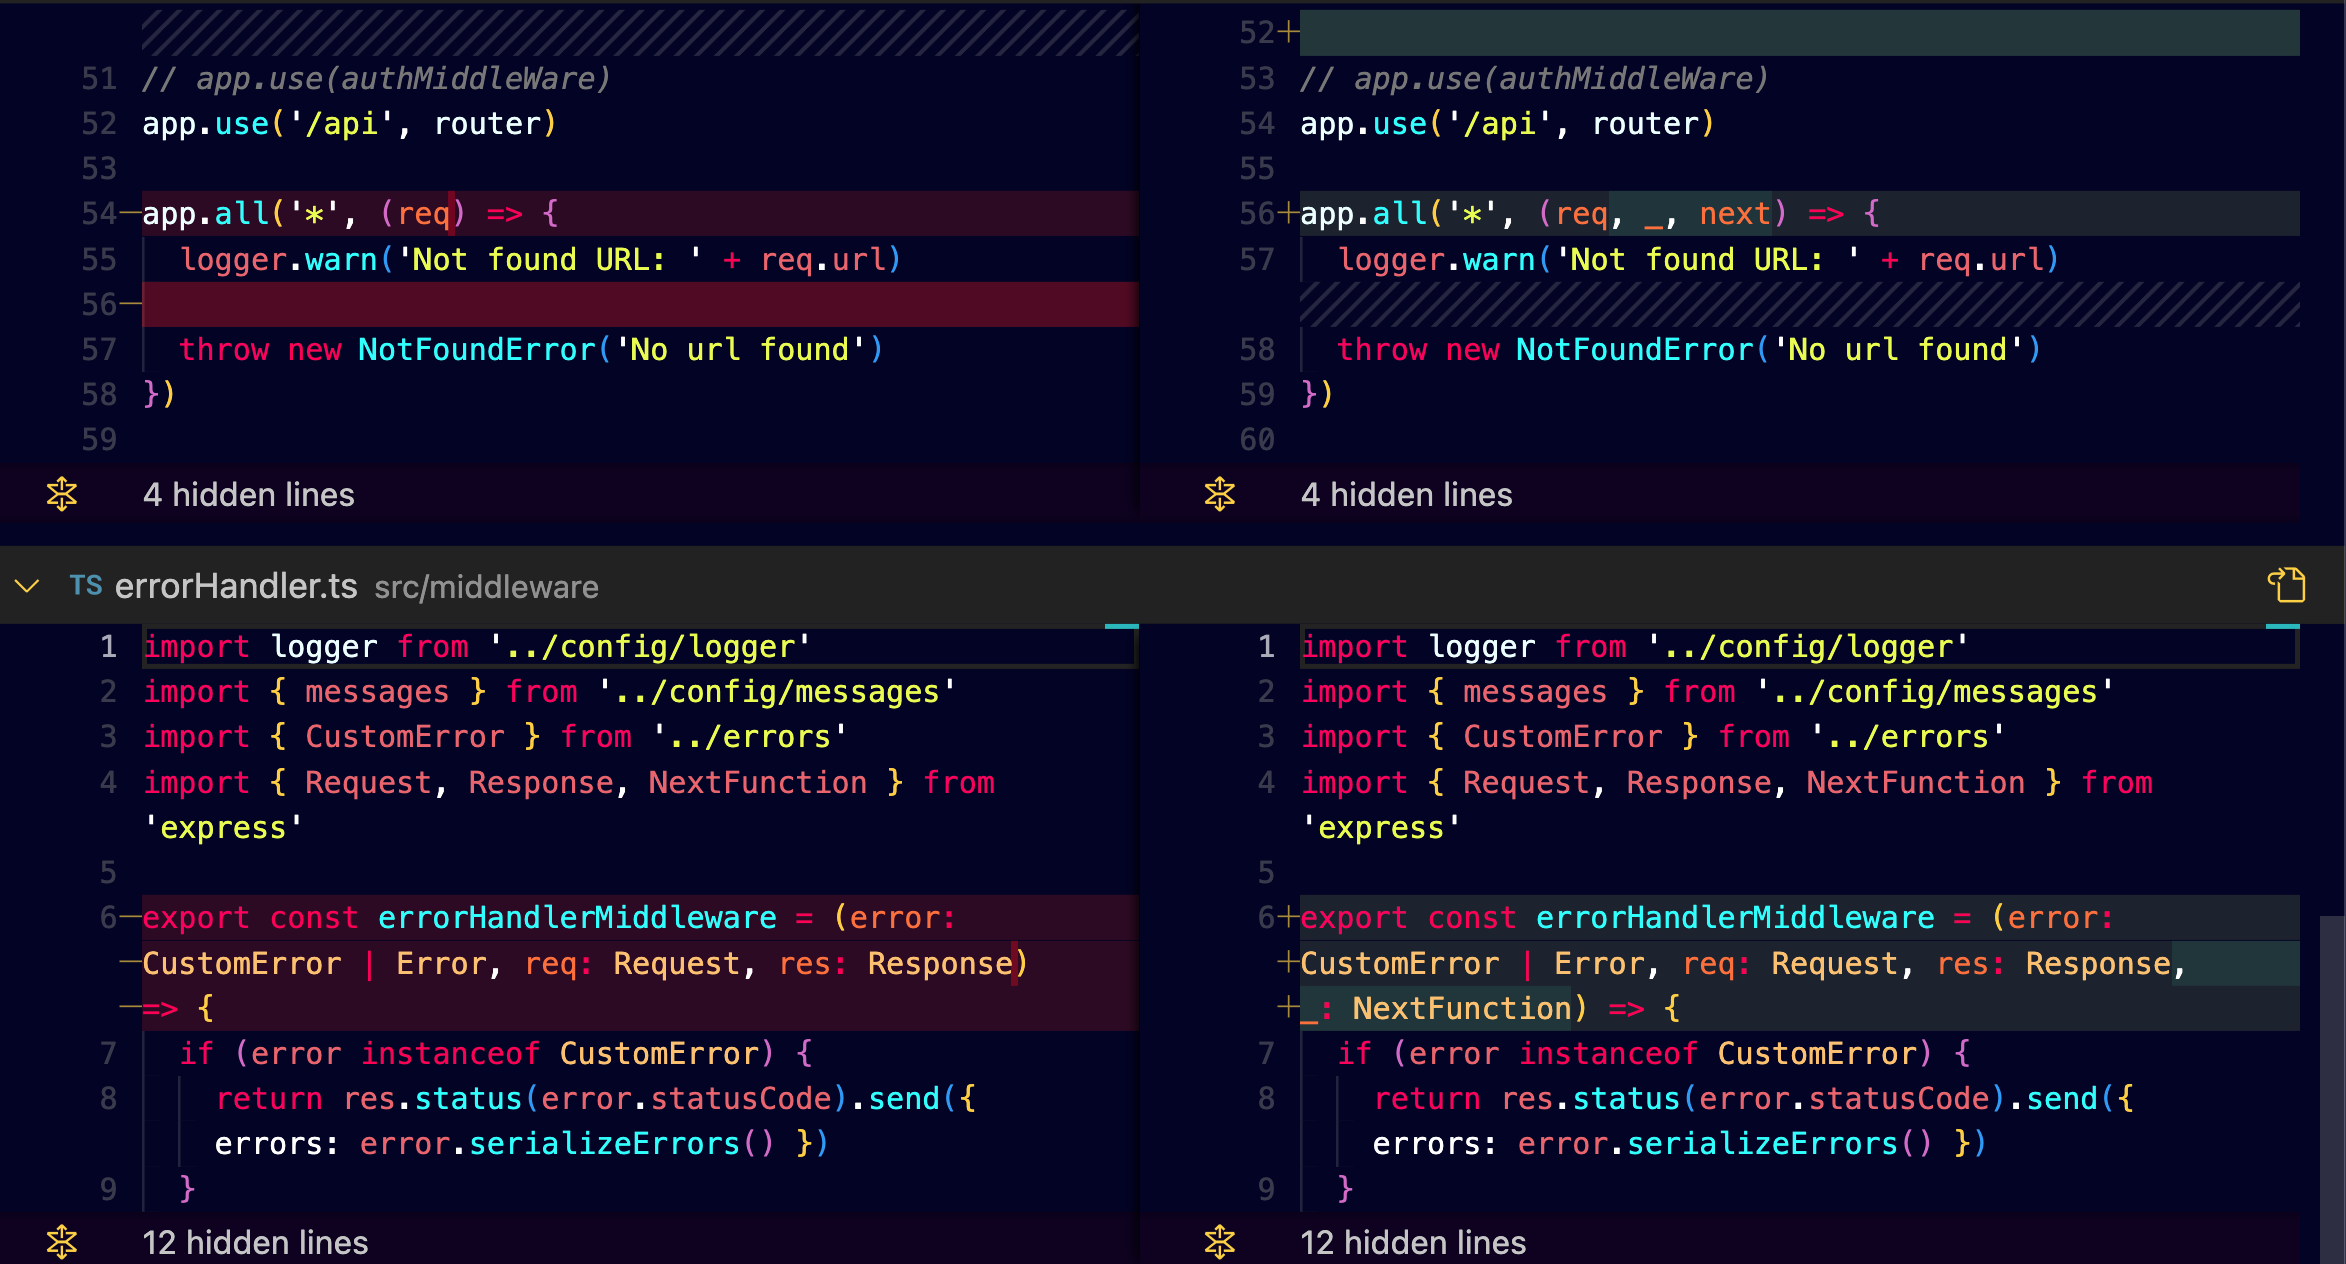 51 // app.use(authMiddleWare)
52 app.use('/api', router)
53
54—app.all('*', (req) => {
55 logger.warn('Not found URL: ' + req.url)
56—
57 throw new NotFoundError('No url found')
58 })
59
4 hidden lines
52+
53 // app.use(authMiddleWare)
54 app.use('/api', router)
55
56+app.all('*', (req, _, next) => {
57 logger.warn('Not found URL: ' + req.url)
58 throw new NotFoundError('No url found')
59 })
60
4 hidden lines
TS errorHandler.ts src/middleware
1 import logger from '../config/logger'
2 import { messages } from '../config/messages'
3 import { CustomError } from '../errors'
4 import { Request, Response, NextFunction } from
'express'
5
6—export const errorHandlerMiddleware = (error:
—CustomError | Error, req: Request, res: Response)
—=> {
7 if (error instanceof CustomError) {
8 return res.status(error.statusCode).send({
errors: error.serializeErrors() })
9 }
12 hidden lines
1 import logger from '../config/logger'
2 import { messages } from '../config/messages'
3 import { CustomError } from '../errors'
4 import { Request, Response, NextFunction } from
'express'
5
6+export const errorHandlerMiddleware = (error:
+CustomError | Error, req: Request, res: Response,
+_: NextFunction) => {
7 if (error instanceof CustomError) {
8 return res.status(error.statusCode).send({
errors: error.serializeErrors() })
9 }
12 hidden lines